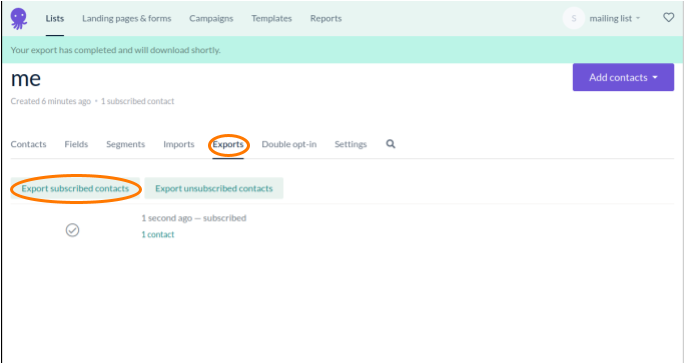 Lists Landing pages & forms Campaigns Templates Reports S mailing list
Your export has completed and will download shortly.
me
Add contacts
Created 6 minutes ago • 1 subscribed contact
Contacts Fields Segments Imports Exports Double opt-in Settings
Export subscribed contacts Export unsubscribed contacts
1 second ago — subscribed
1 contact